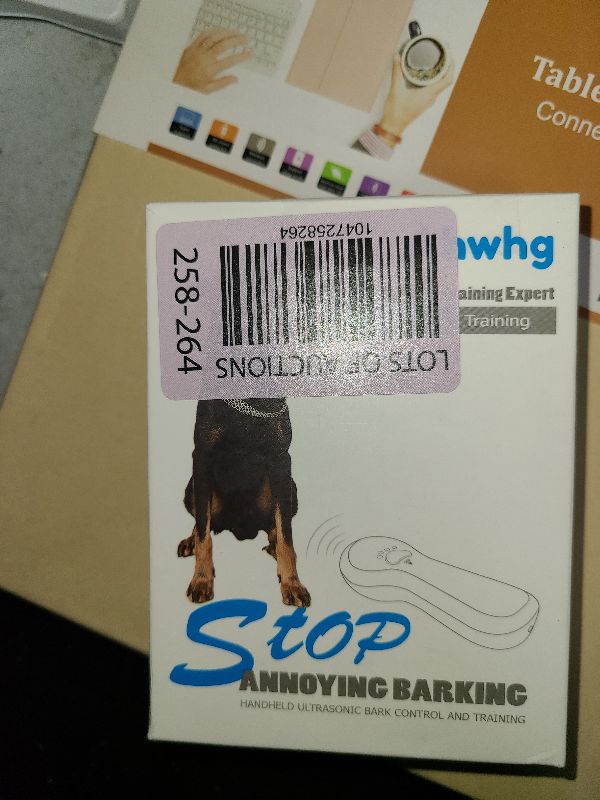 Table
Conne
1047258264
258-264
LOTS OF AUCTIONS
whg
aining Expert
Training
STOP
ANNOYING BARKING
HANDHELD ULTRASONIC BARK CONTROL AND TRAINING